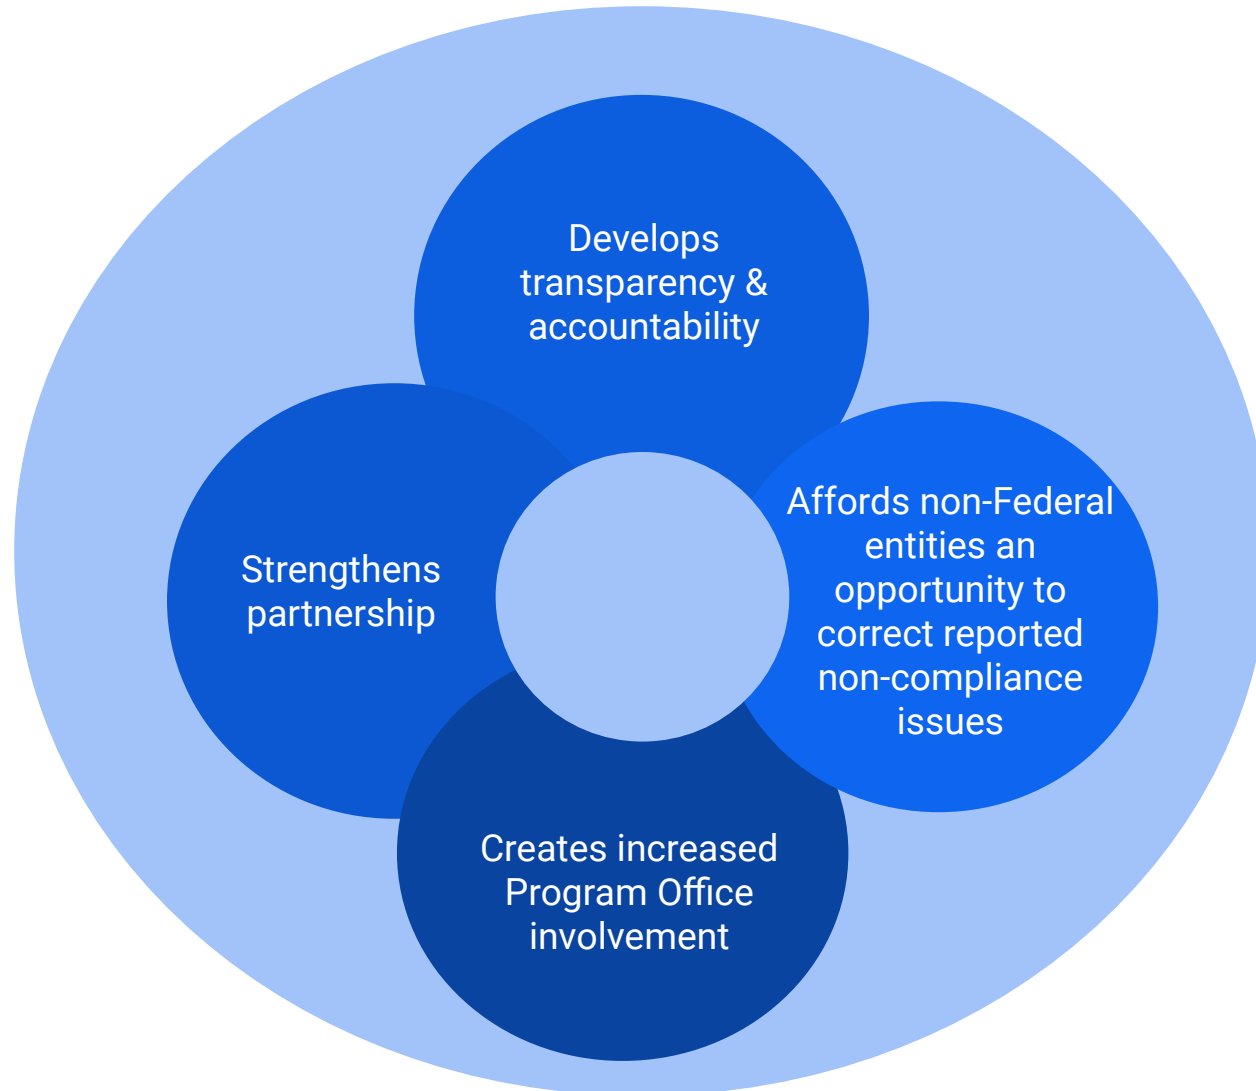 Develops
transparency &
accountability
Affords non-Federal
entities an
opportunity to
correct reported
non-compliance
issues
Strengthens
partnership
Creates increased
Program Office
involvement